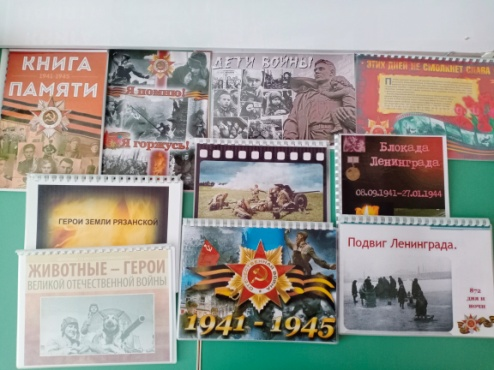 КНИГА
1941-1945
ПАМЯТИ
Я помню!
Я горжусь!
ДЕТИ ВОЙНЫ
ЭТИХ ДНЕЙ НЕ СМОЛКНЕТ СЛАВА
Блокада
Ленинграда
08.09.1941-27.01.1944
ГЕРОИ ЗЕМЛИ РЯЗАНСКОЙ
ЖИВОТНЫЕ – ГЕРОИ
ВЕЛИКОЙ ОТЕЧЕСТВЕННОЙ ВОЙНЫ
1941 - 1945
Подвиг Ленинграда.
872
дня и
ночи